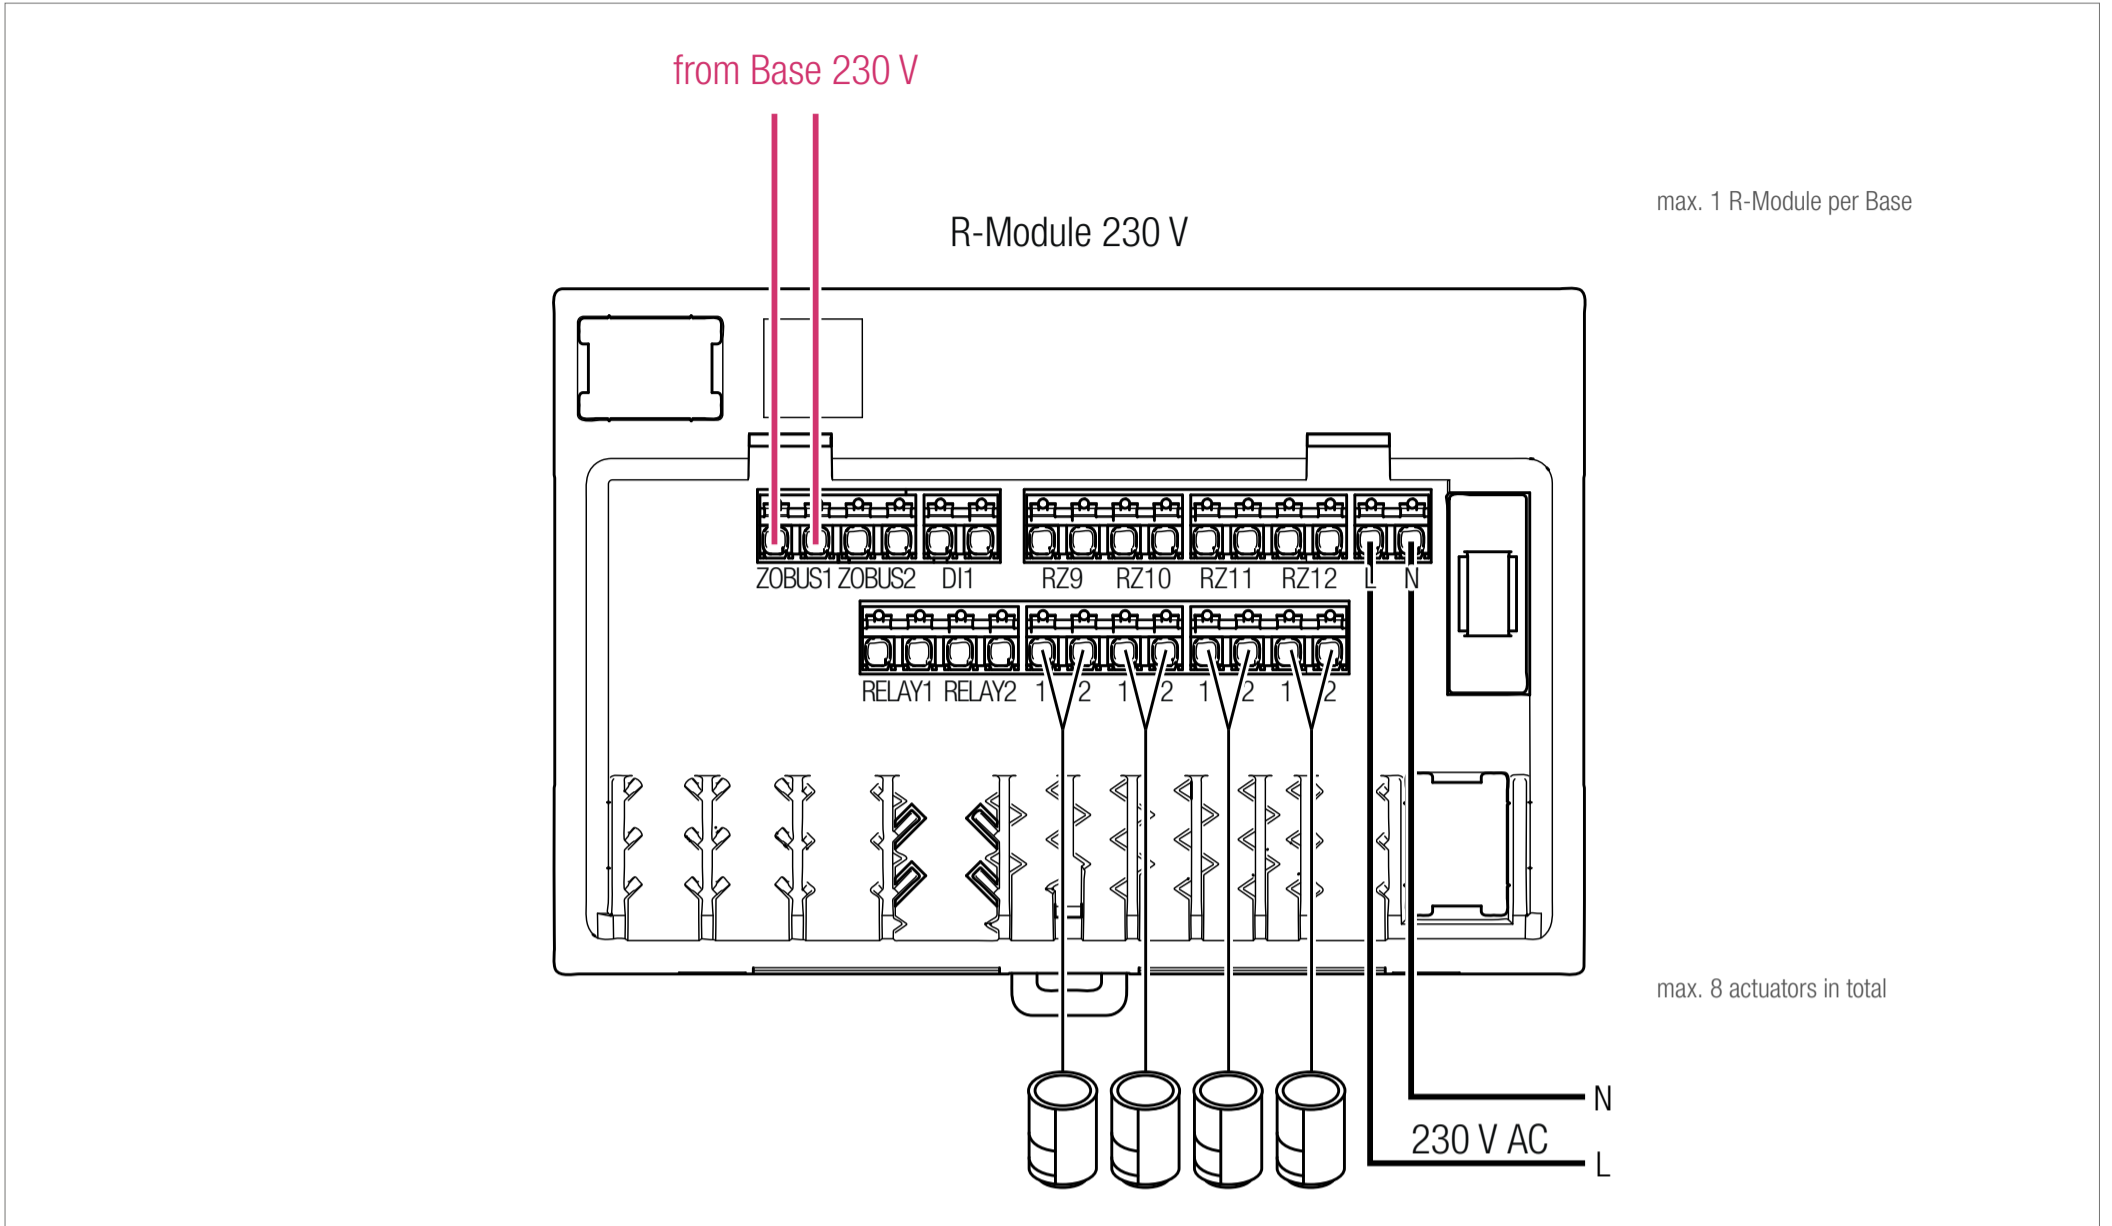 from Base 230 V
max. 1 R-Module per Base
R-Module 230 V
ZOBUS1 ZOBUS2 DI1 RZ9 RZ10 RZ11 RZ12 L N
RELAY1 RELAY2 1 2 1 2 1 2 1 2
max. 8 actuators in total
N
230 V AC
L